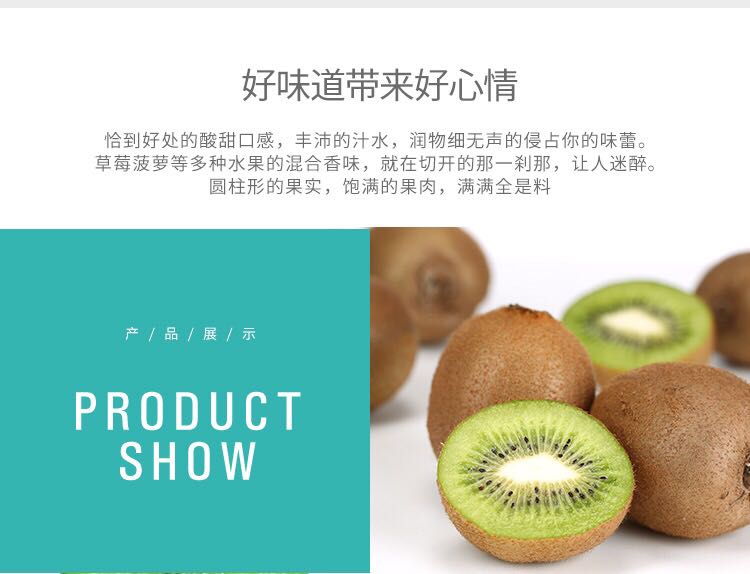 好味道带来好心情
恰到好处的酸甜口感，丰沛的汁水，润物细无声的侵占你的味蕾。
草莓菠萝等多种水果的混合香味，就在切开的那一刹那，让人迷醉。
圆柱形的果实，饱满的果肉，满满全是料
产 / 品 / 展 / 示
PRODUCT
SHOW